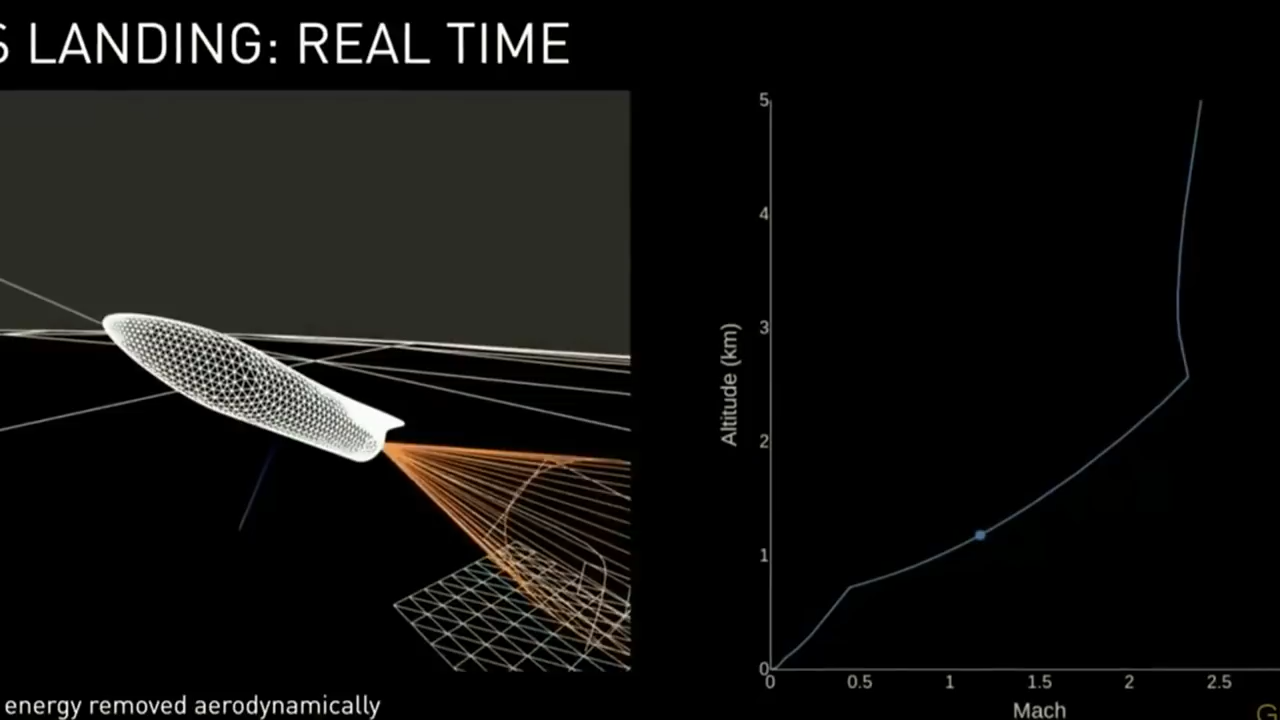 S LANDING: REAL TIME
5
4
3
2
1
0
Altitude (km)
0 0.5 1 1.5 2 2.5
Mach
energy removed aerodynamically
G